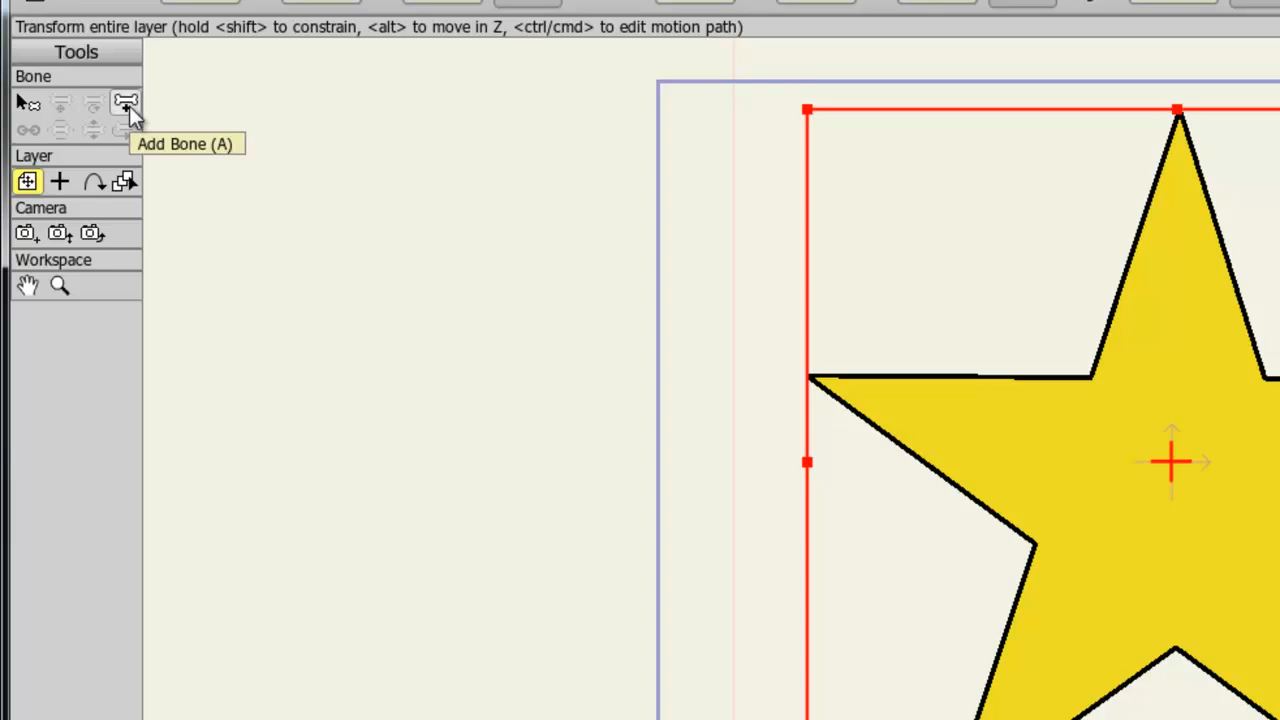 Transform entire layer (hold <shift> to constrain, <alt> to move in Z, <ctrl/cmd> to edit motion path)
Tools
Bone
Add Bone (A)
Layer
Camera
Workspace